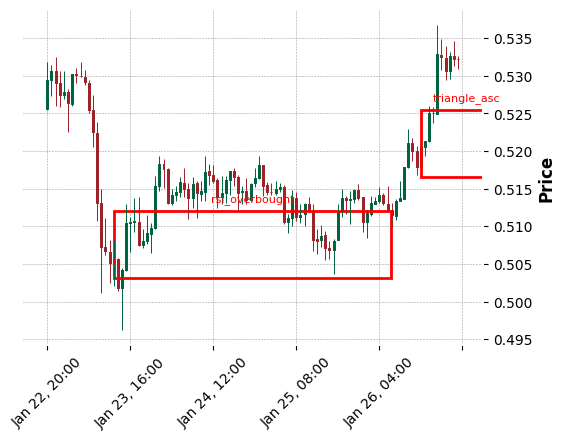 0.535
0.530
triangle_asc
0.525
0.520
0.515
rsi_overbought
0.510
0.505
0.500
0.495
Price
Jan 22, 20:00
Jan 23, 16:00
Jan 24, 12:00
Jan 25, 08:00
Jan 26, 04:00